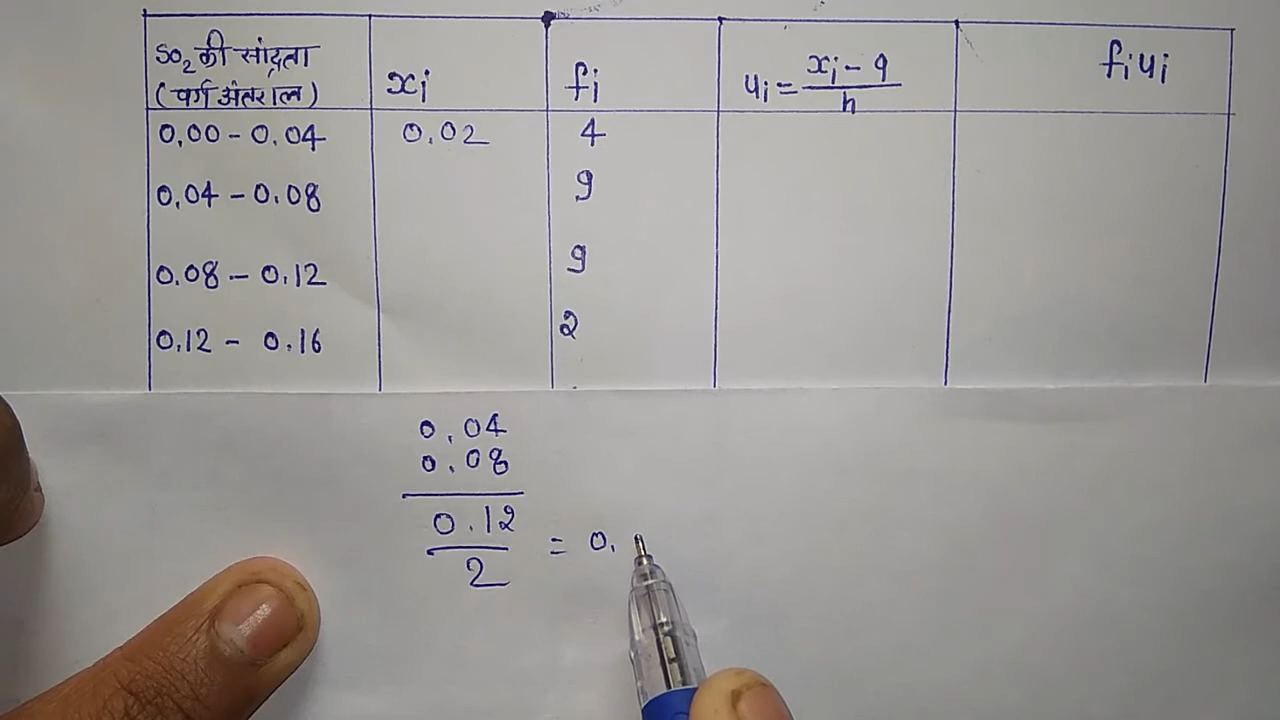 SO₂ की सांद्रता (वर्ग अंतराल) xᵢ fᵢ uᵢ = (xᵢ - a)/h fᵢuᵢ
0.00 - 0.04 0.02 4
0.04 - 0.08 9
0.08 - 0.12 9
0.12 - 0.16 2
0.04
0.08
0.12/2 = 0.